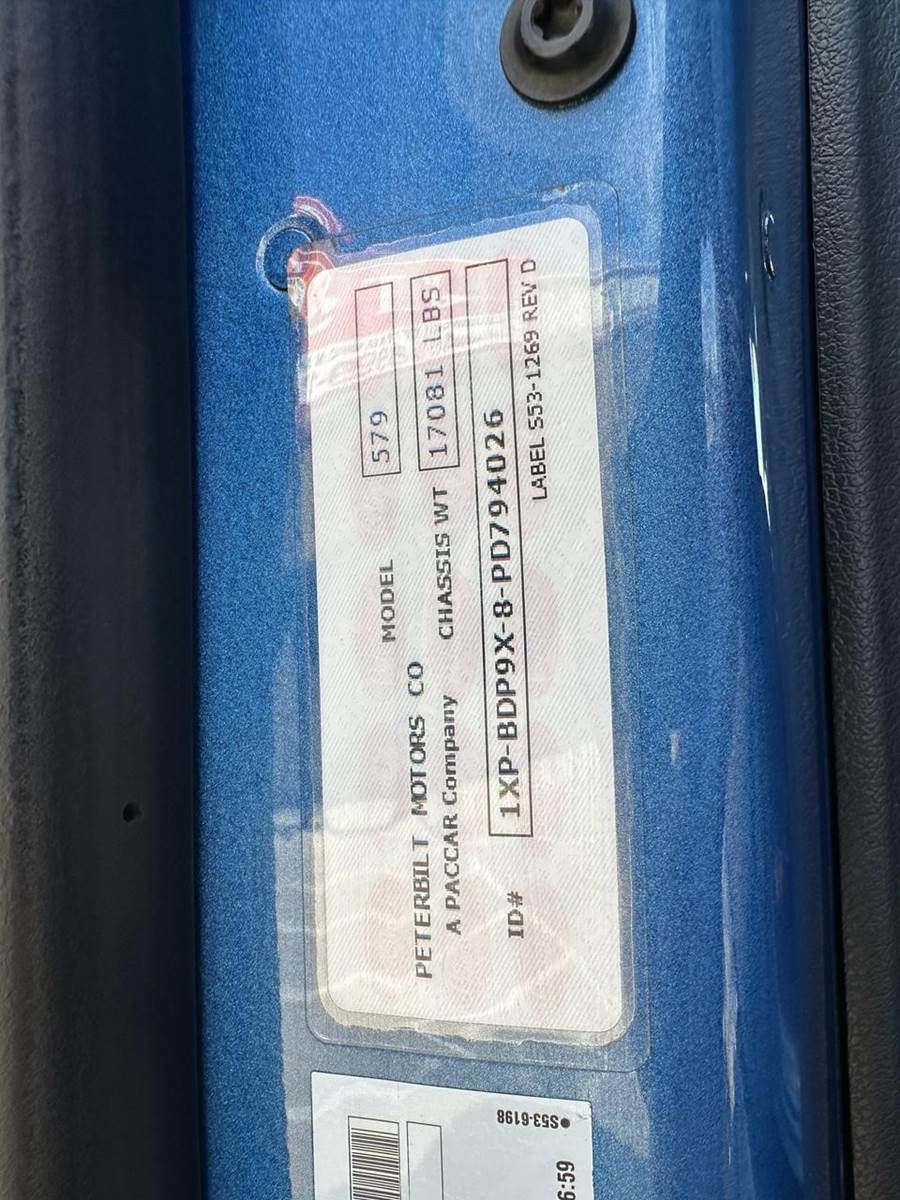 MODEL 579
PETERBILT MOTORS CO
A PACCAR Company CHASSIS WT 17081 LBS
ID# 1XP-BDP9X-8-PD794026
LABEL S53-1269 REV D
●S53-6198
6:59